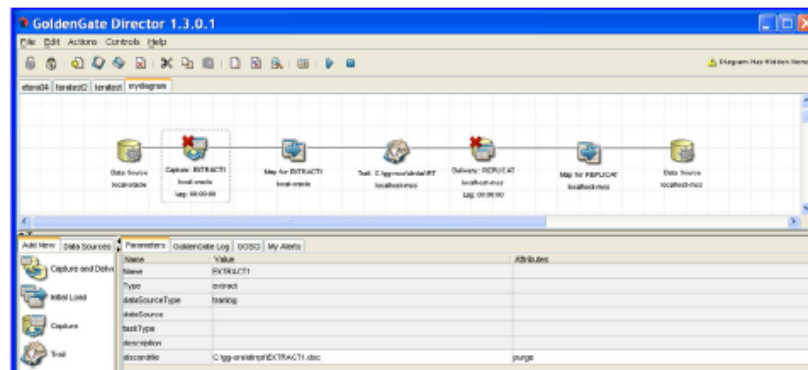 GoldenGate Director 1.3.0.1
File Edit Actions Controls Help
Diagram Has Hidden Items
teratest2 teratest mydiagram
Data Source
local-oracle
Capture: EXTRACT1
local-oracle
Lag: 00:00:00
Map for EXTRACT1
local-oracle
Trail:
localhost-mss
Delivery: REPLICAT
localhost-mss
Lag: 00:00:00
Map for REPLICAT
localhost-mss
Data Source
localhost-mss
Add New Data Sources
Parameters GoldenGate Log GGSCI My Alerts
Capture and Delive
Initial Load
Capture
Trail
Name Value Attributes
Name EXTRACT1
Type extract
dataSourceType tranlog
dataSource
taskType
description
discardfile purge